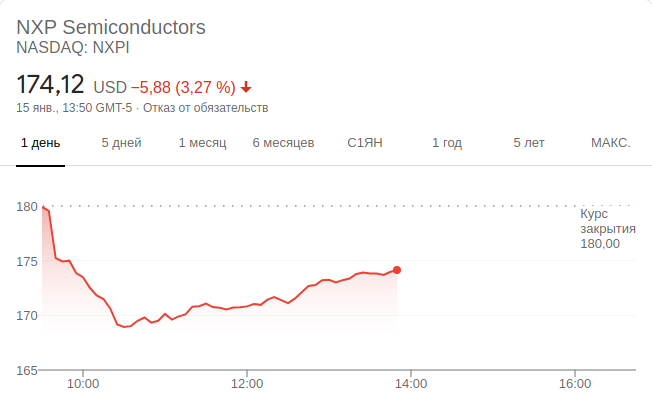 NXP Semiconductors
NASDAQ: NXPI
174,12 USD −5,88 (3,27 %)
15 янв., 13:50 GMT-5 · Отказ от обязательств
1 день 5 дней 1 месяц 6 месяцев С1ЯН 1 год 5 лет МАКС.
180
Курс
закрытия
180,00
175
170
165
10:00 12:00 14:00 16:00